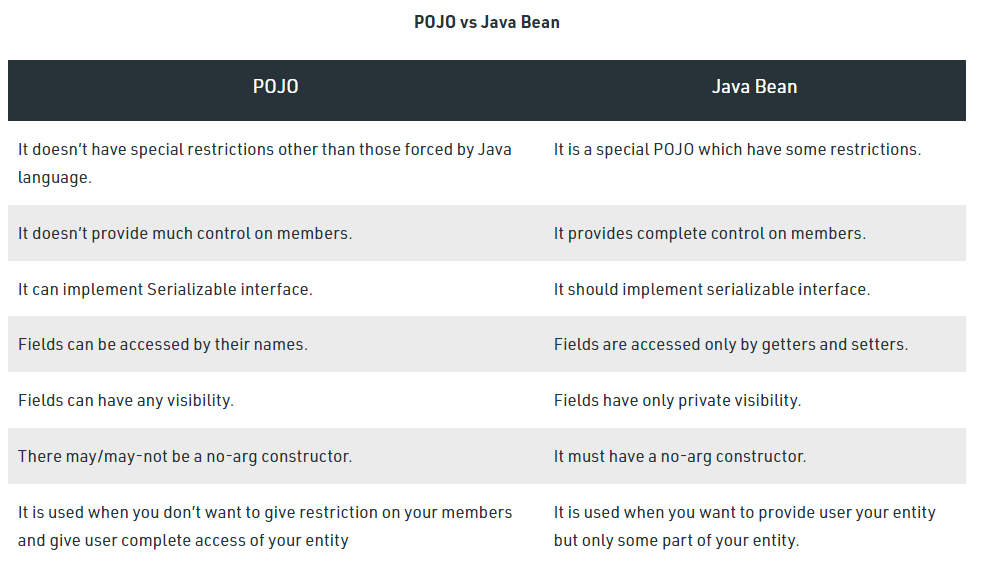 POJO vs Java Bean
POJO
Java Bean
It doesn't have special restrictions other than those forced by Java
language.
It is a special POJO which have some restrictions.
It doesn't provide much control on members.
It provides complete control on members.
It can implement Serializable interface.
It should implement serializable interface.
Fields can be accessed by their names.
Fields are accessed only by getters and setters.
Fields can have any visibility.
Fields have only private visibility.
There may/may-not be a no-arg constructor.
It must have a no-arg constructor.
It is used when you don't want to give restriction on your members
and give user complete access of your entity
It is used when you want to provide user your entity
but only some part of your entity.